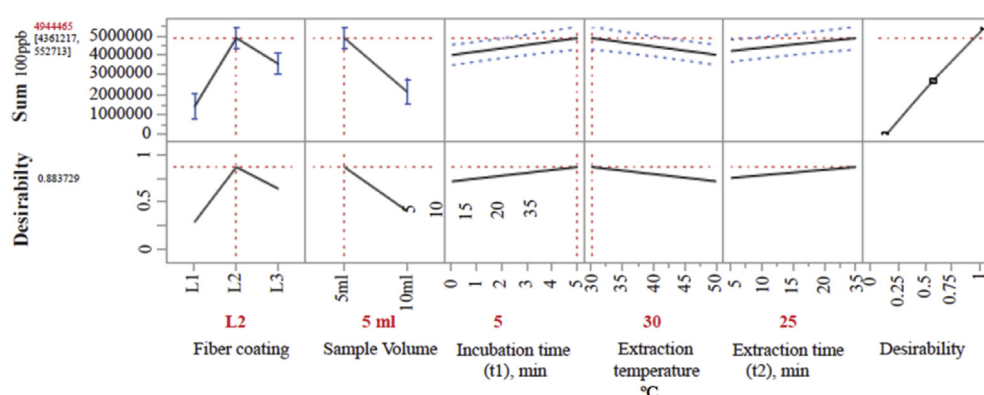 4944465
[4361217,
552713]
Sum 100ppb
5000000
4000000
3000000
2000000
1000000
0
Desirabilty
0.883729
1
0.5
0
5 10 15 20 35
L1 L2 L3
5ml 10ml
0 1 2 3 4 5
30 35 40 45 50
5 10 15 20 25 35
0 0.25 0.5 0.75 1
L2 5 ml 5 30 25
Fiber coating
Sample Volume
Incubation time
(t1), min
Extraction
temperature
°C
Extraction time
(t2), min
Desirability